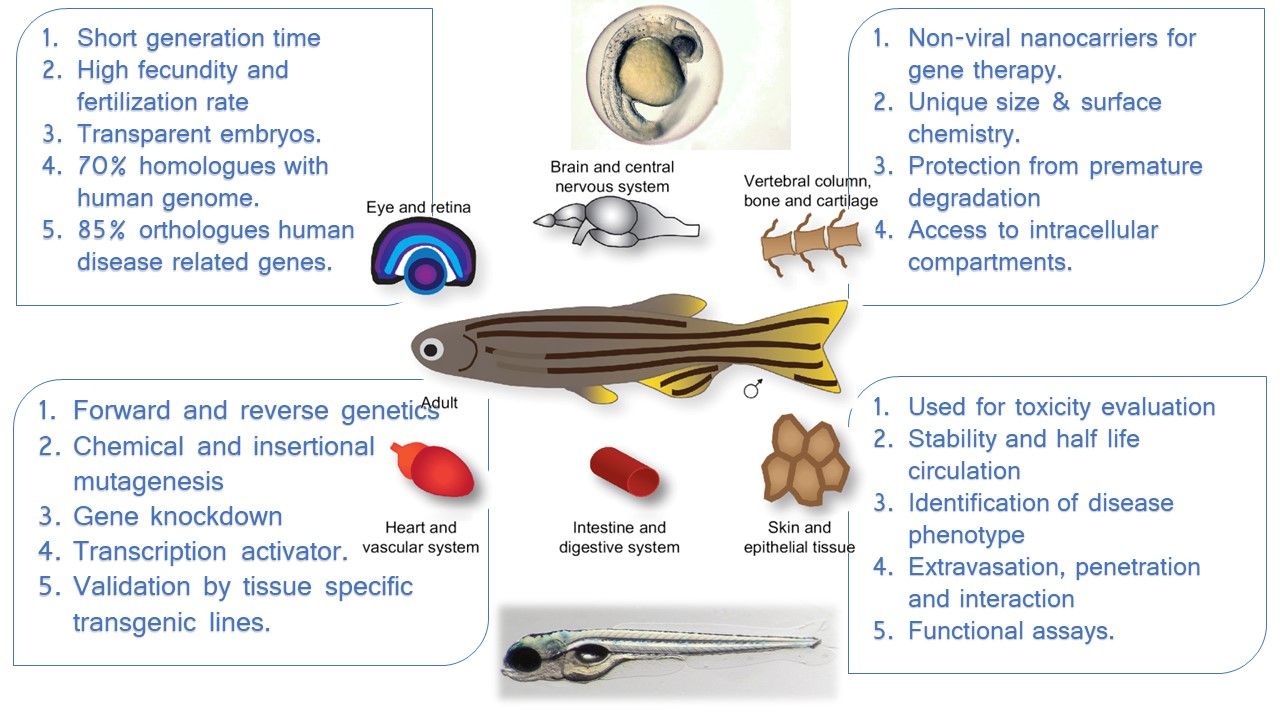 1. Short generation time
2. High fecundity and
fertilization rate
3. Transparent embryos.
4. 70% homologues with
human genome.
5. 85% orthologues human
disease related genes.
Brain and central
nervous system
Eye and retina
Vertebral column,
bone and cartilage
1. Non-viral nanocarriers for
gene therapy.
2. Unique size & surface
chemistry.
3. Protection from premature
degradation
4. Access to intracellular
compartments.
♂
Adult
1. Forward and reverse genetics
2. Chemical and insertional
mutagenesis
3. Gene knockdown
4. Transcription activator.
5. Validation by tissue specific
transgenic lines.
Heart and
vascular system
Intestine and
digestive system
Skin and
epithelial tissue
1. Used for toxicity evaluation
2. Stability and half life
circulation
3. Identification of disease
phenotype
4. Extravasation, penetration
and interaction
5. Functional assays.